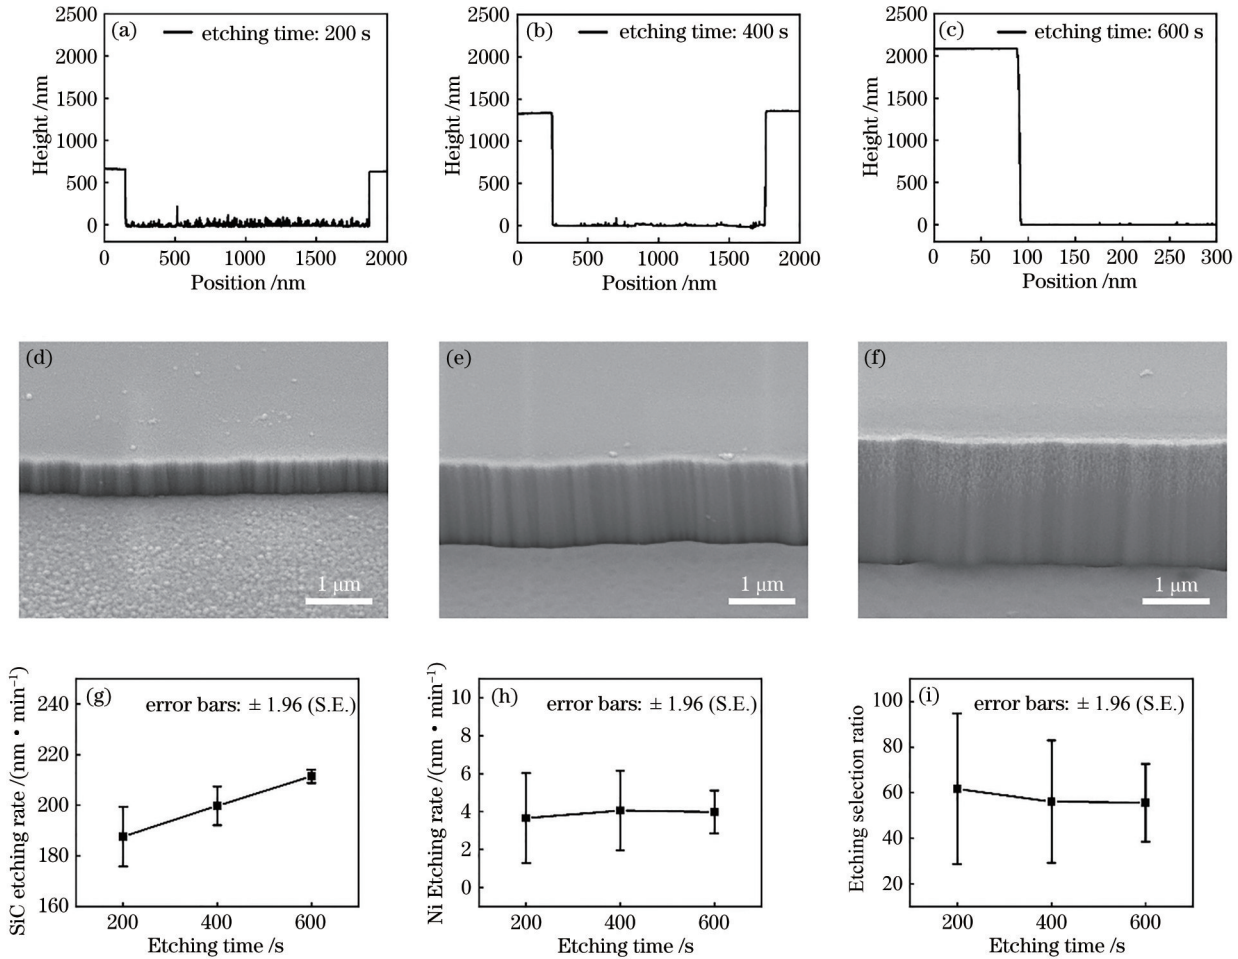 (a) etching time: 200 s
2500
2000
1500
1000
500
0
Height /nm
0 500 1000 1500 2000
Position /nm
(b) etching time: 400 s
2500
2000
1500
1000
500
0
Height /nm
0 500 1000 1500 2000
Position /nm
(c) etching time: 600 s
2500
2000
1500
1000
500
0
Height /nm
0 50 100 150 200 250 300
Position /nm
(d)
1 μm
(e)
1 μm
(f)
1 μm
(g) error bars: ± 1.96 (S.E.)
240
220
200
180
160
SiC etching rate /(nm • min⁻¹)
200 400 600
Etching time /s
(h) error bars: ± 1.96 (S.E.)
10
8
6
4
2
0
Ni Etching rate /(nm • min⁻¹)
200 400 600
Etching time /s
(i) error bars: ± 1.96 (S.E.)
100
80
60
40
20
Etching selection ratio
200 400 600
Etching time /s